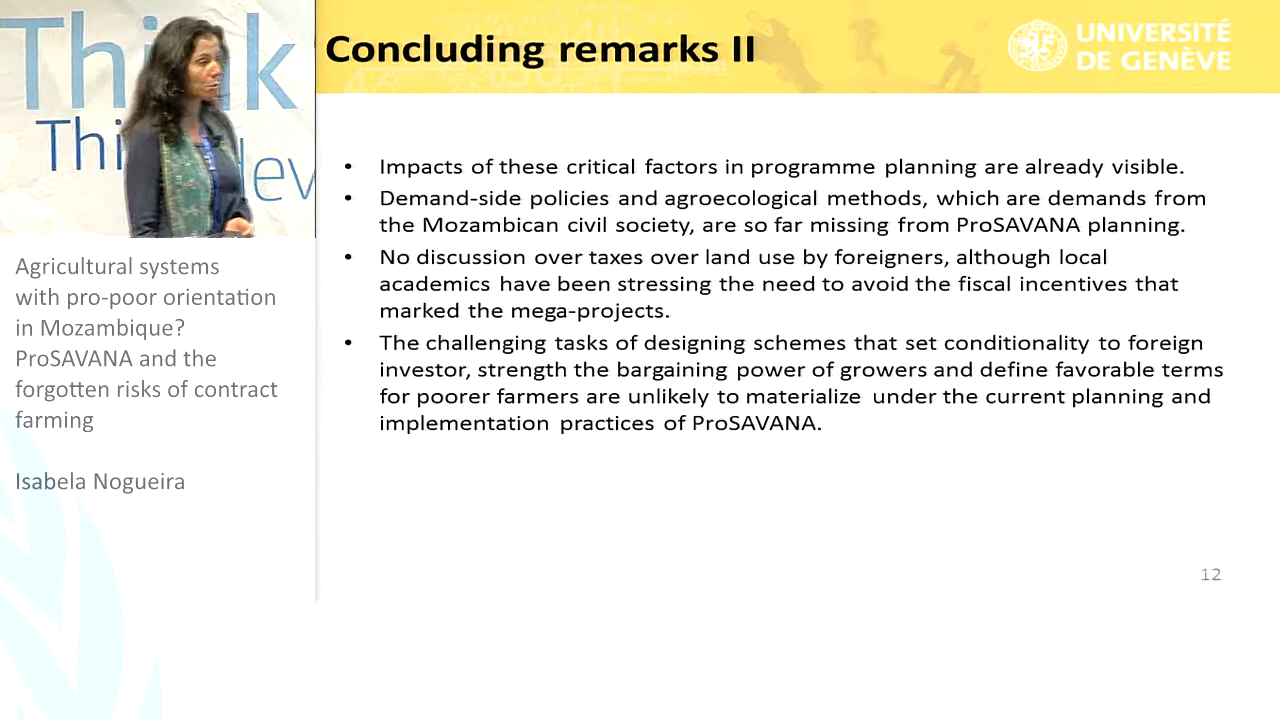 Think
Thi
dev
Concluding remarks II
UNIVERSITÉ
DE GENÈVE
• Impacts of these critical factors in programme planning are already visible.
• Demand-side policies and agroecological methods, which are demands from
the Mozambican civil society, are so far missing from ProSAVANA planning.
• No discussion over taxes over land use by foreigners, although local
academics have been stressing the need to avoid the fiscal incentives that
marked the mega-projects.
• The challenging tasks of designing schemes that set conditionality to foreign
investor, strength the bargaining power of growers and define favorable terms
for poorer farmers are unlikely to materialize under the current planning and
implementation practices of ProSAVANA.
12
Agricultural systems
with pro-poor orientation
in Mozambique?
ProSAVANA and the
forgotten risks of contract
farming
Isabela Nogueira